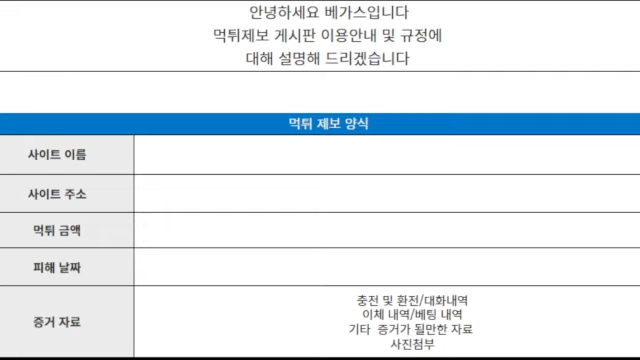 안녕하세요 베가스입니다
먹튀제보 게시판 이용안내 및 규정에
대해 설명해 드리겠습니다
먹튀 제보 양식
사이트 이름
사이트 주소
먹튀 금액
피해 날짜
증거 자료
충전 및 환전/대화내역
이체 내역/베팅 내역
기타 증거가 될만한 자료
사진첨부